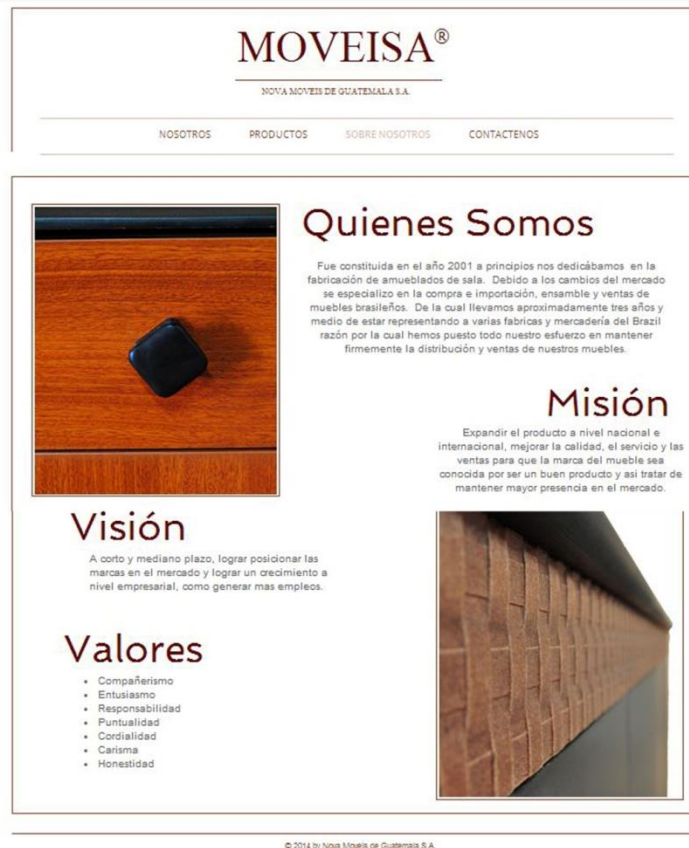 MOVEISA®
NOVA MOVEIS DE GUATEMALA S.A.
NOSOTROS PRODUCTOS SOBRE NOSOTROS CONTACTENOS
Quienes Somos
Fue constituida en el año 2001 a principios nos dedicábamos en la
fabricación de amueblados de sala. Debido a los cambios del mercado
se especializo en la compra e importación, ensamble y ventas de
muebles brasileños. De la cual llevamos aproximadamente tres años y
medio de estar representando a varias fabricas y mercadería del Brazil
razón por la cual hemos puesto todo nuestro esfuerzo en mantener
firmemente la distribución y ventas de nuestros muebles.
Misión
Expandir el producto a nivel nacional e
internacional, mejorar la calidad, el servicio y las
ventas para que la marca del mueble sea
conocida por ser un buen producto y asi tratar de
mantener mayor presencia en el mercado.
Visión
A corto y mediano plazo, lograr posicionar las
marcas en el mercado y lograr un crecimiento a
nivel empresarial, como generar mas empleos.
Valores
• Compañerismo
• Entusiasmo
• Responsabilidad
• Puntualidad
• Cordialidad
• Carisma
• Honestidad
© 2014 by Nova Moveis de Guatemala S.A.